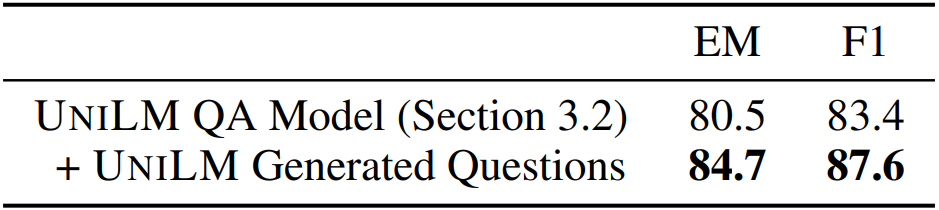 EM F1
UNILM QA Model (Section 3.2) 80.5 83.4
+ UNILM Generated Questions 84.7 87.6